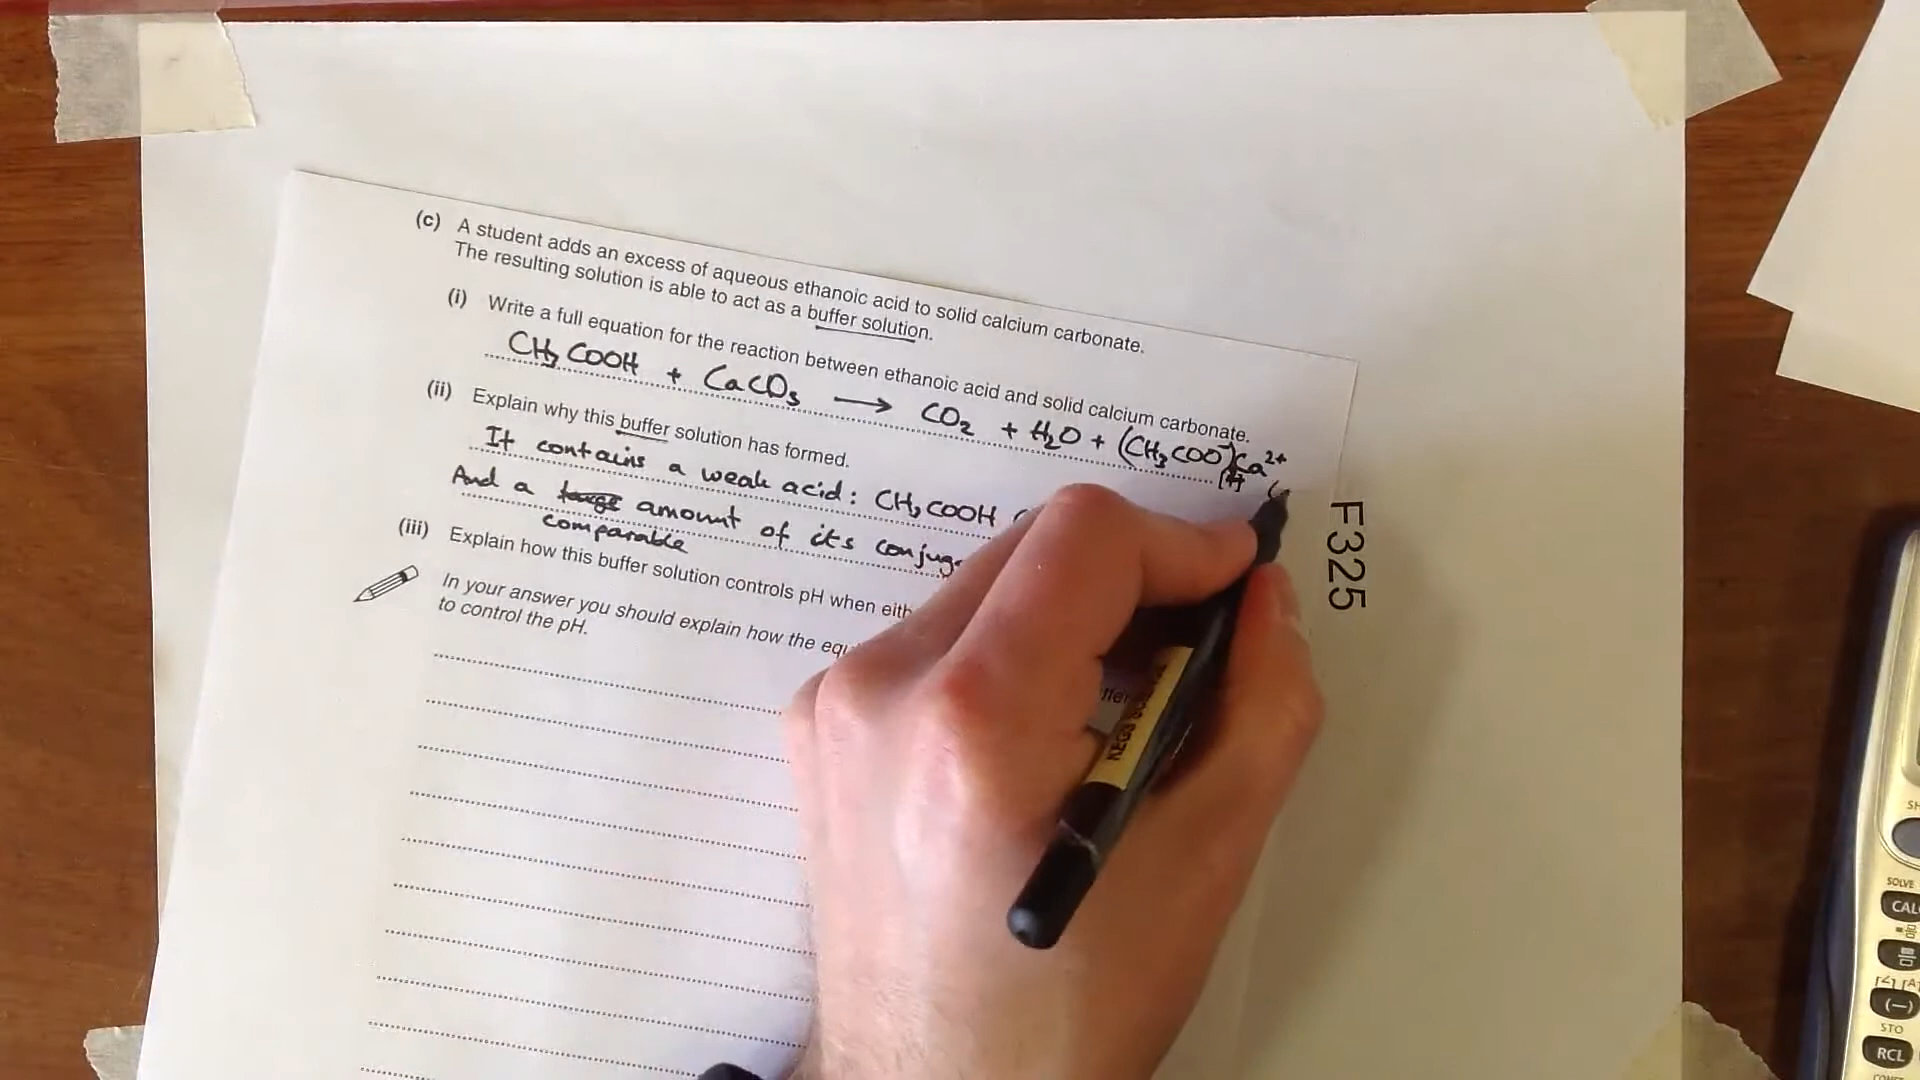 (c) A student adds an excess of aqueous ethanoic acid to solid calcium carbonate.
The resulting solution is able to act as a buffer solution.
(i) Write a full equation for the reaction between ethanoic acid and solid calcium carbonate.
CH3COOH + CaCO3 → CO2 + H2O + (CH3COO) Ca2+
(ii) Explain why this buffer solution has formed.
It contains a weak acid: CH3COOH
And a large amount of its
comparable
(iii) Explain how this buffer solution controls pH when
In your answer you should explain how the
to control the pH.
F325
SOLVE
(−)
STO
RCL